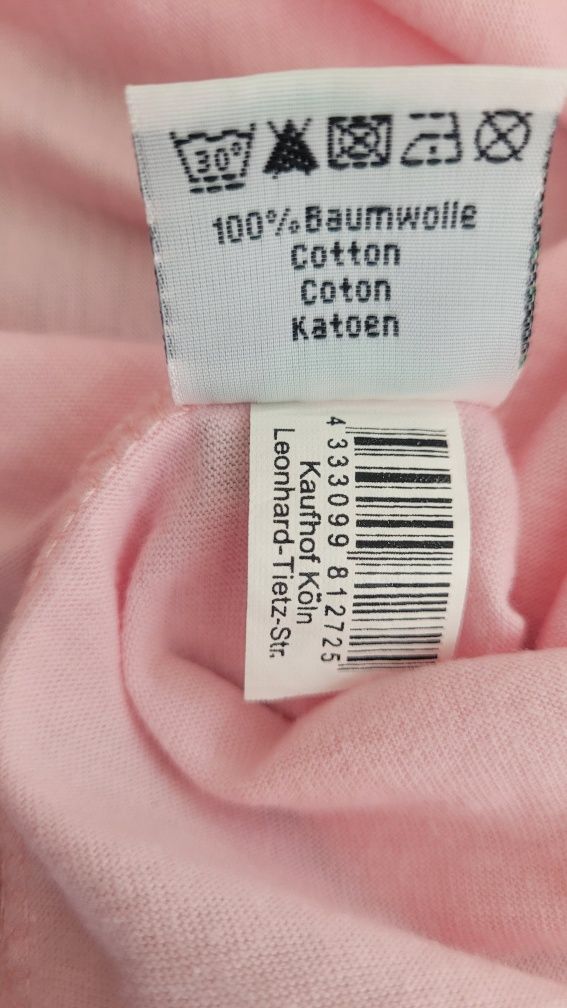 30°
100% Baumwolle
Cotton
Coton
Katoen
4 333099 812725
Kaufhof Köln
Leonhard-Tietz-Str.